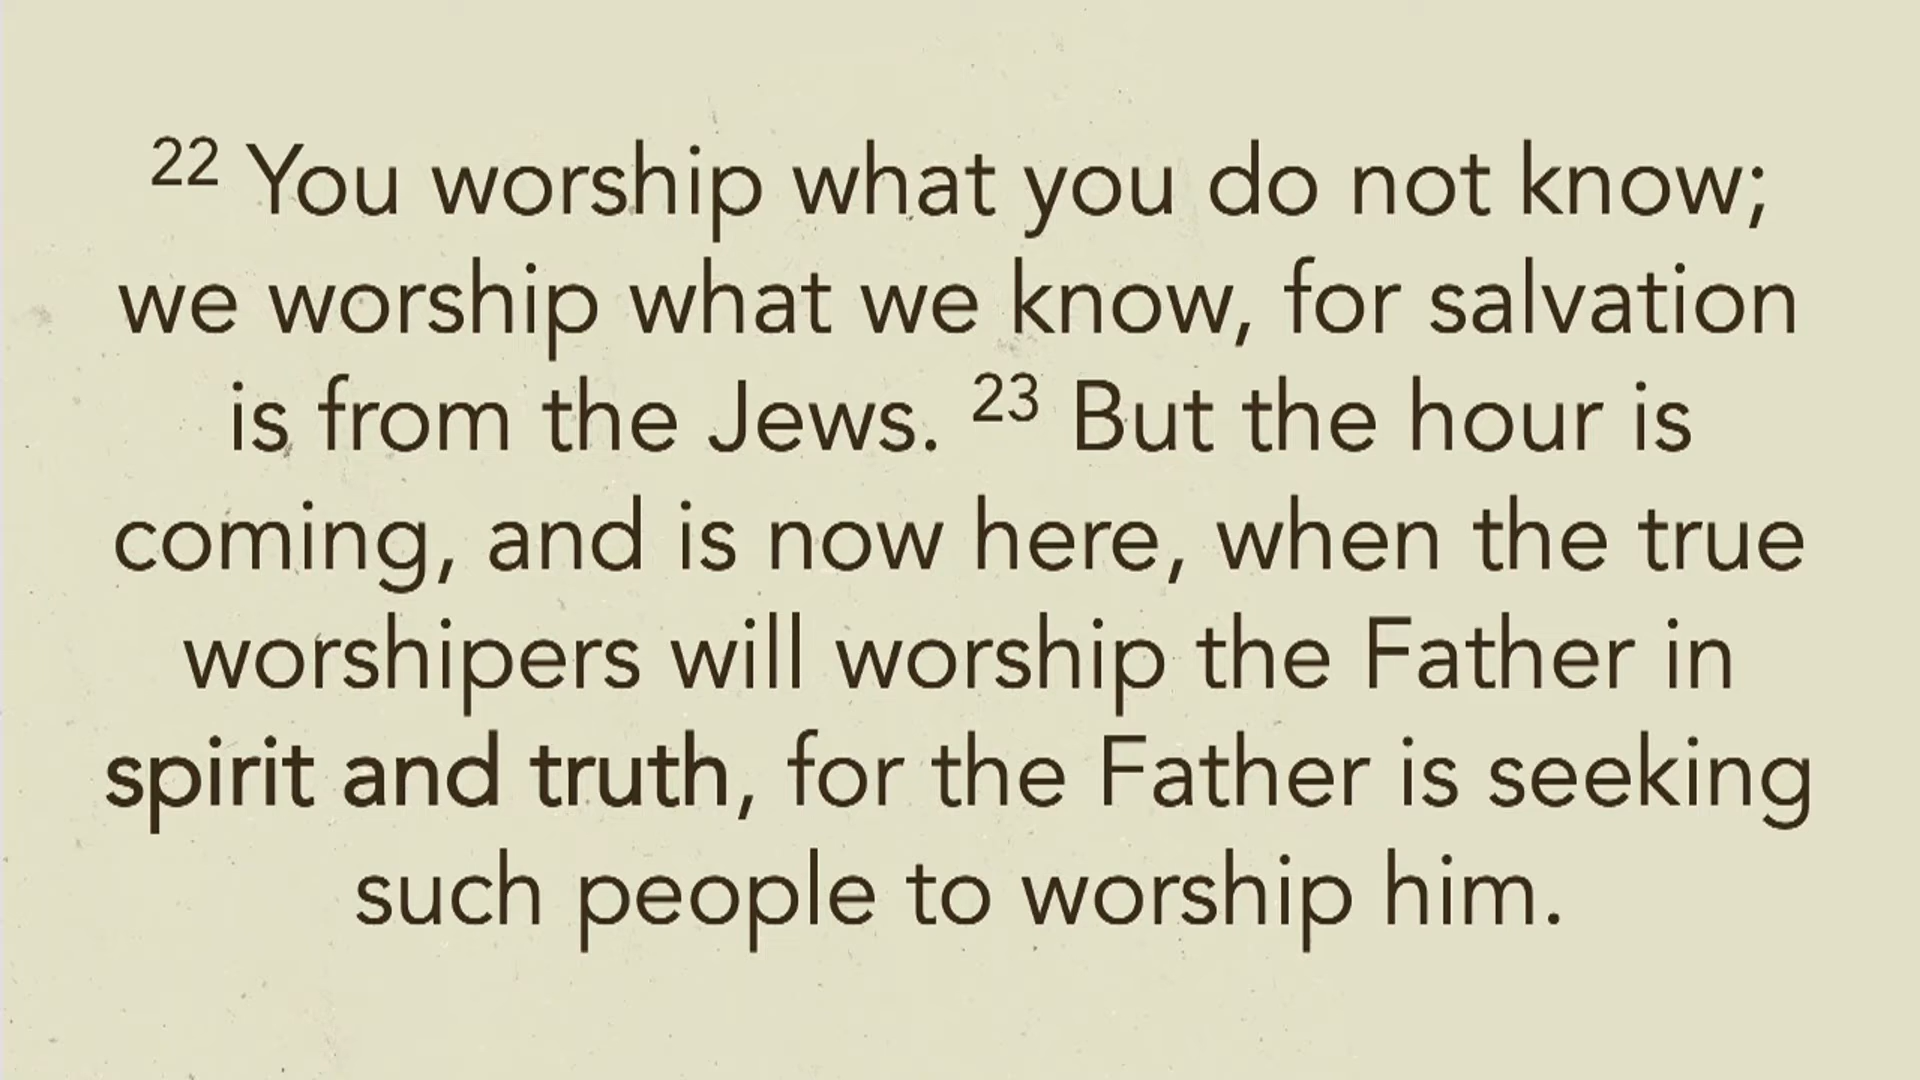 22 You worship what you do not know;
we worship what we know, for salvation
is from the Jews. 23 But the hour is
coming, and is now here, when the true
worshipers will worship the Father in
spirit and truth, for the Father is seeking
such people to worship him.